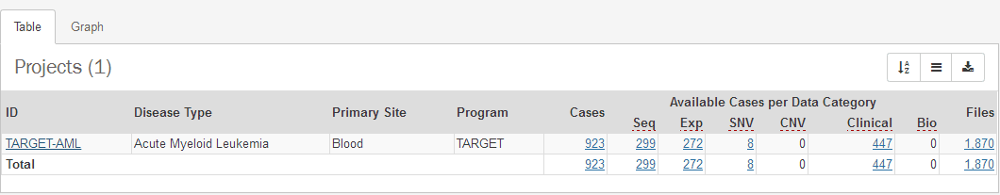 Table Graph
Projects (1)
ID Disease Type Primary Site Program Cases Available Cases per Data Category Files
Seq Exp SNV CNV Clinical Bio
TARGET-AML Acute Myeloid Leukemia Blood TARGET 923 299 272 8 0 447 0 1,870
Total 923 299 272 8 0 447 0 1,870